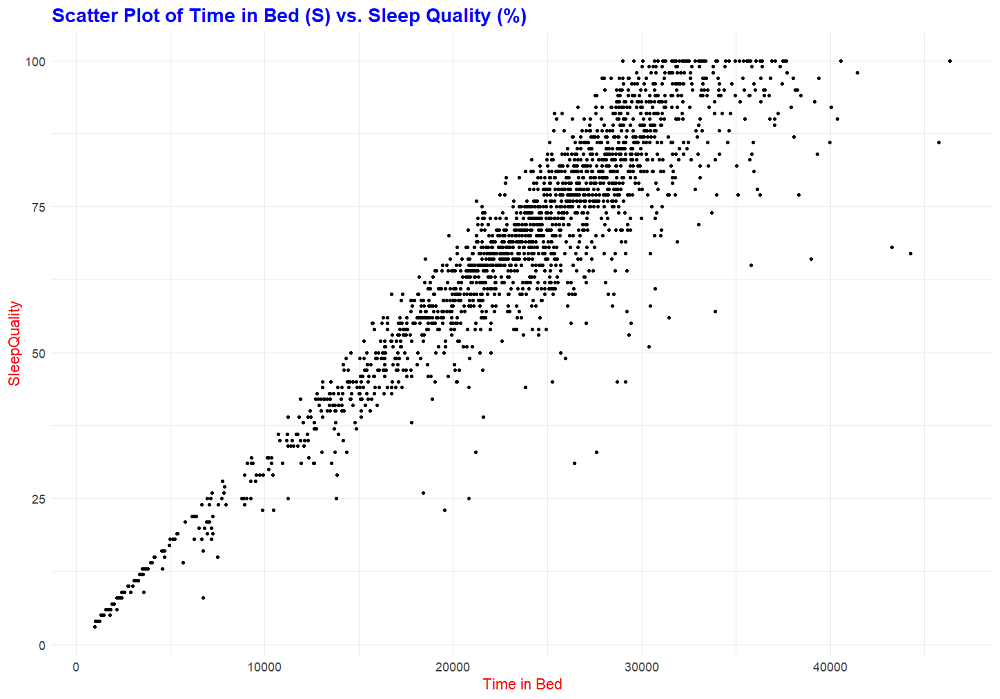 Scatter Plot of Time in Bed (S) vs. Sleep Quality (%)
100
75
50
25
0
SleepQuality
0 10000 20000 30000 40000
Time in Bed